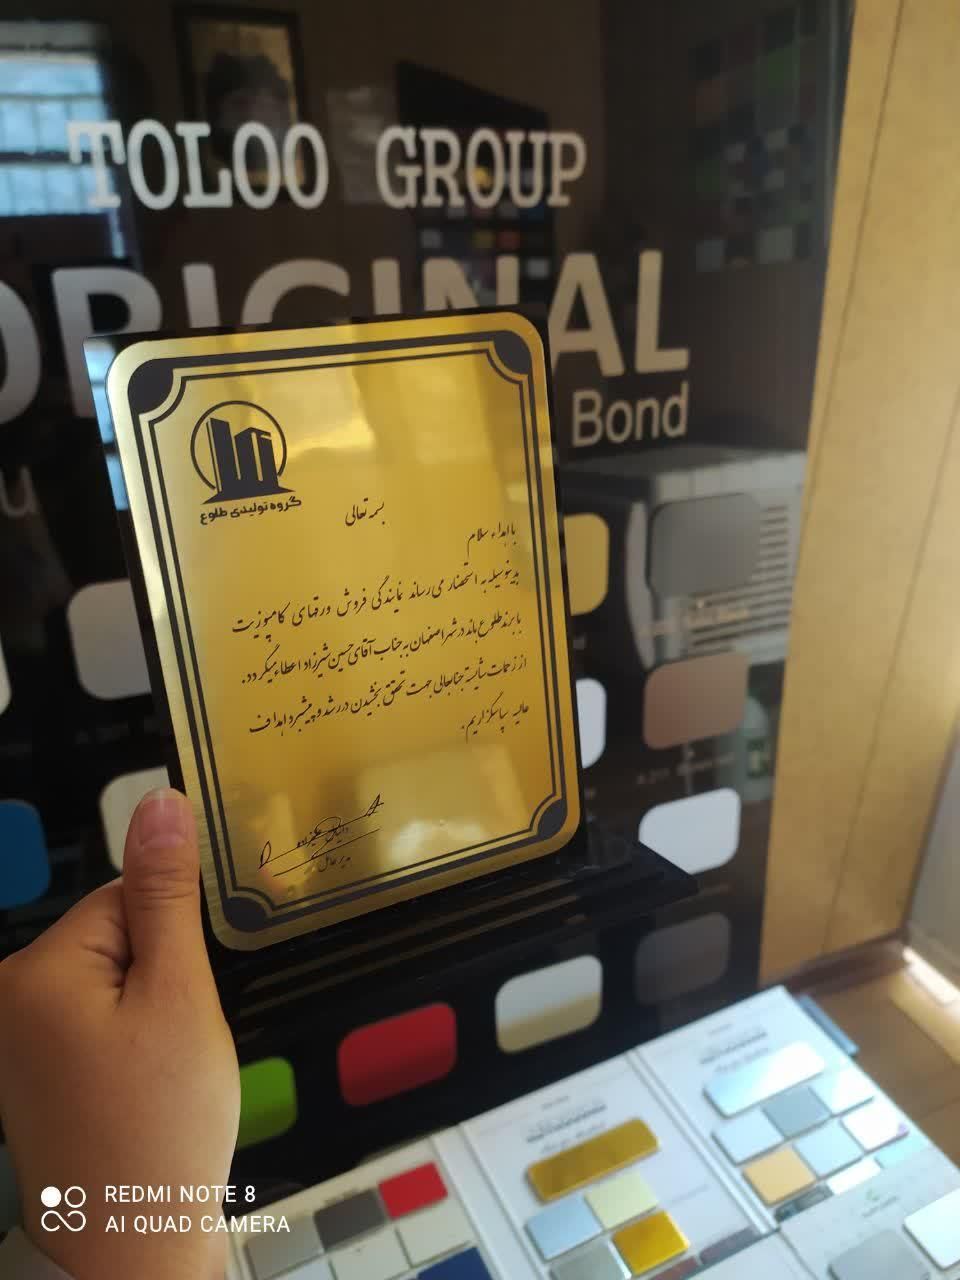 TOLOO GROUP
ORIGINAL
Bond
گروه تولیدی طلوع
بسمه تعالی
با اهداء سلام
بدینوسیله به استحضار می رساند نمایندگی فروش ورقهای کامپوزیت
با برند طلوع باند در شهر اصفهان به جناب آقای حسین شیرزاد اعطاء میگردد.
از زحمات شایسته جنابعالی جهت تحقق بخشیدن در رشد و پیشبرد اهداف
عالیه سپاسگزاریم.
مدیر عامل
REDMI NOTE 8
AI QUAD CAMERA